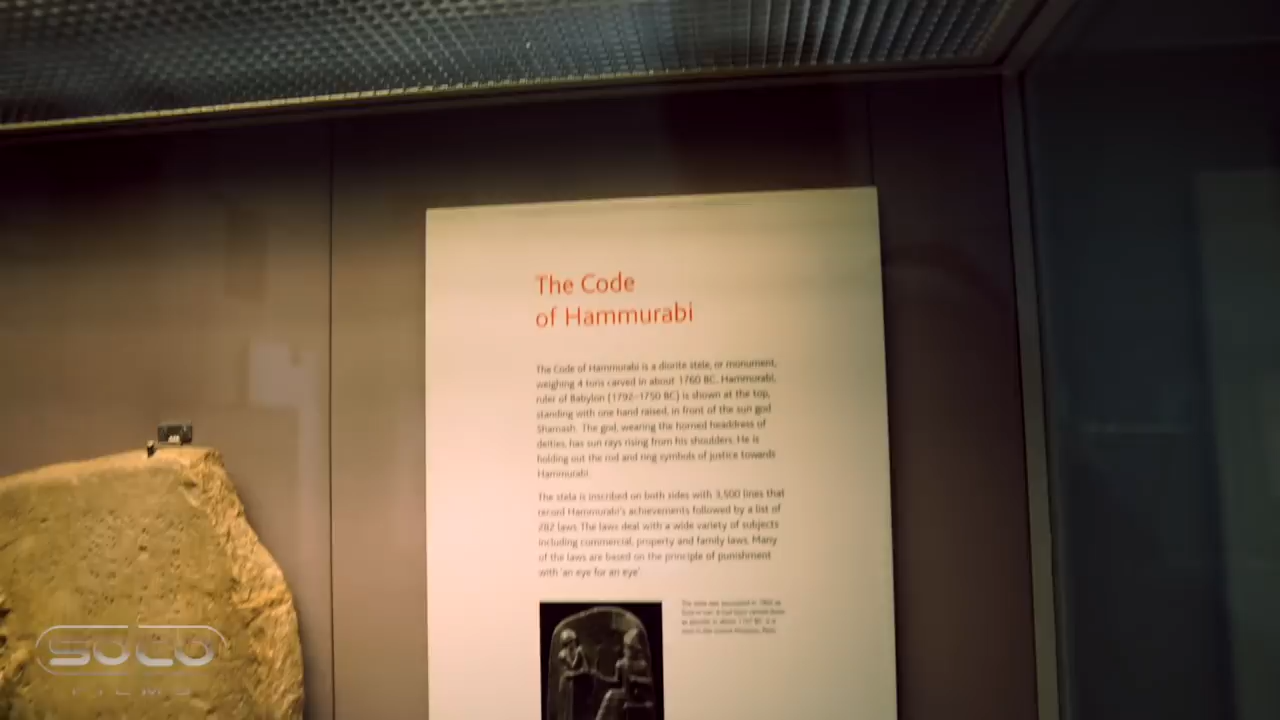 The Code
of Hammurabi
The Code of Hammurabi is a diorite stele, or monument,
weighing 4 tons carved in about 1760 BC. Hammurabi,
ruler of Babylon (1792–1750 BC) is shown at the top,
standing with one hand raised, in front of the sun god
Shamash. The god, wearing the horned headdress of
deities, has sun rays rising from his shoulders. He is
holding out the rod and ring symbols of justice towards
Hammurabi.
The stela is inscribed on both sides with 3,500 lines that
record Hammurabi's achievements followed by a list of
282 laws. The laws deal with a wide variety of subjects
including commercial, property and family laws. Many
of the laws are based on the principle of punishment
with 'an eye for an eye'
SOCO
FILMS